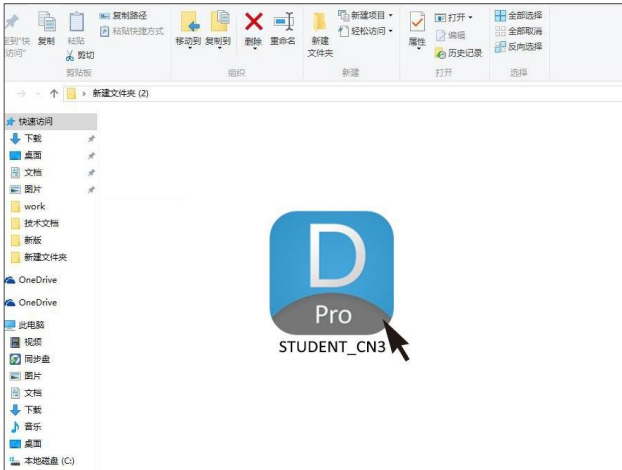 复制路径
粘贴快捷方式
复制
粘贴
剪切
移动到
复制到
删除
重命名
新建
文件夹
新建项目
轻松访问
属性
打开
编辑
历史记录
全部选择
全部取消
反向选择
定到"快
访问"
剪贴板
组织
新建
打开
选择
新建文件夹 (2)
快速访问
下载
桌面
文档
图片
work
技术文档
新版
新建文件夹
OneDrive
OneDrive
此电脑
视频
同步盘
图片
文档
下载
音乐
桌面
本地磁盘 (C:)
D
Pro
STUDENT_CN3